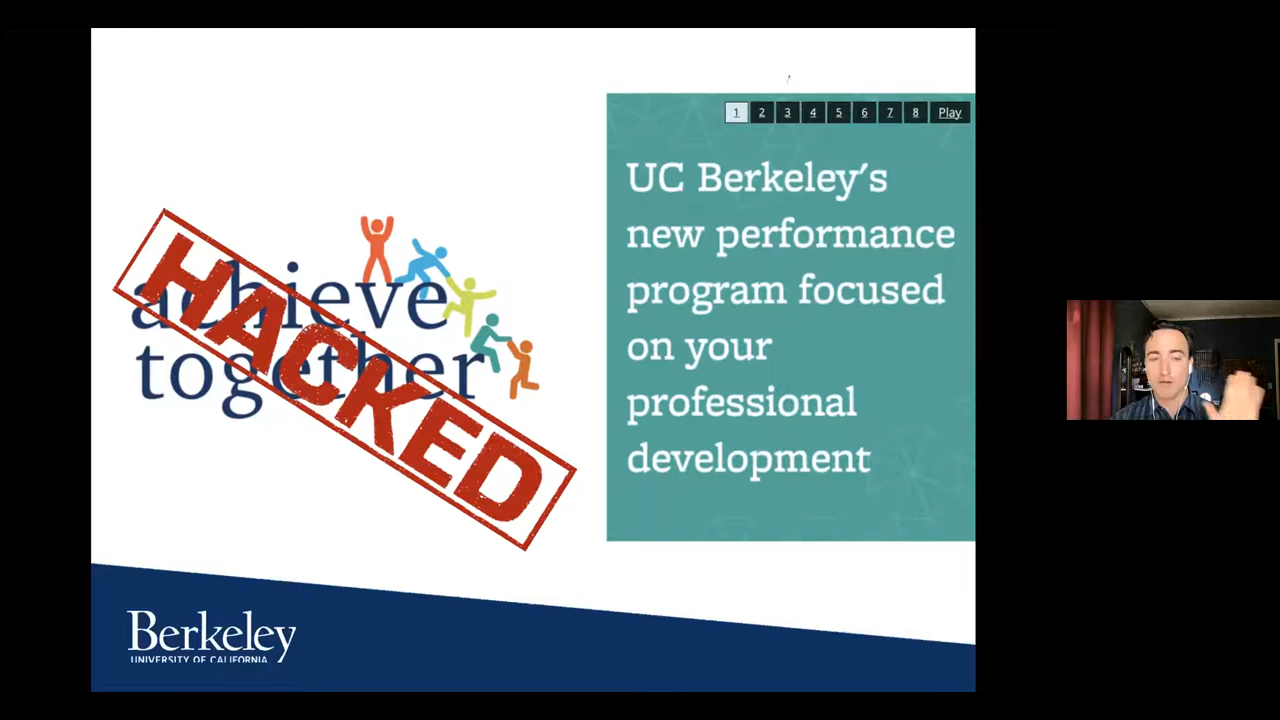 achieve
together
HACKED
1 2 3 4 5 6 7 8 Play
UC Berkeley's
new performance
program focused
on your
professional
development
Berkeley
UNIVERSITY OF CALIFORNIA